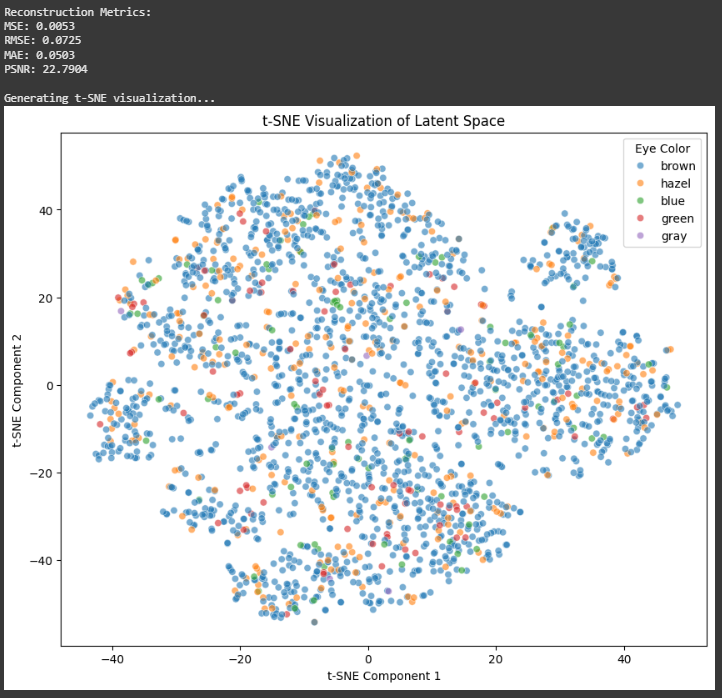 Reconstruction Metrics:
MSE: 0.0053
RMSE: 0.0725
MAE: 0.0503
PSNR: 22.7904
Generating t-SNE visualization...
t-SNE Visualization of Latent Space
Eye Color
brown
hazel
blue
green
gray
40
20
0
−20
−40
t-SNE Component 2
−40
−20
0
20
40
t-SNE Component 1